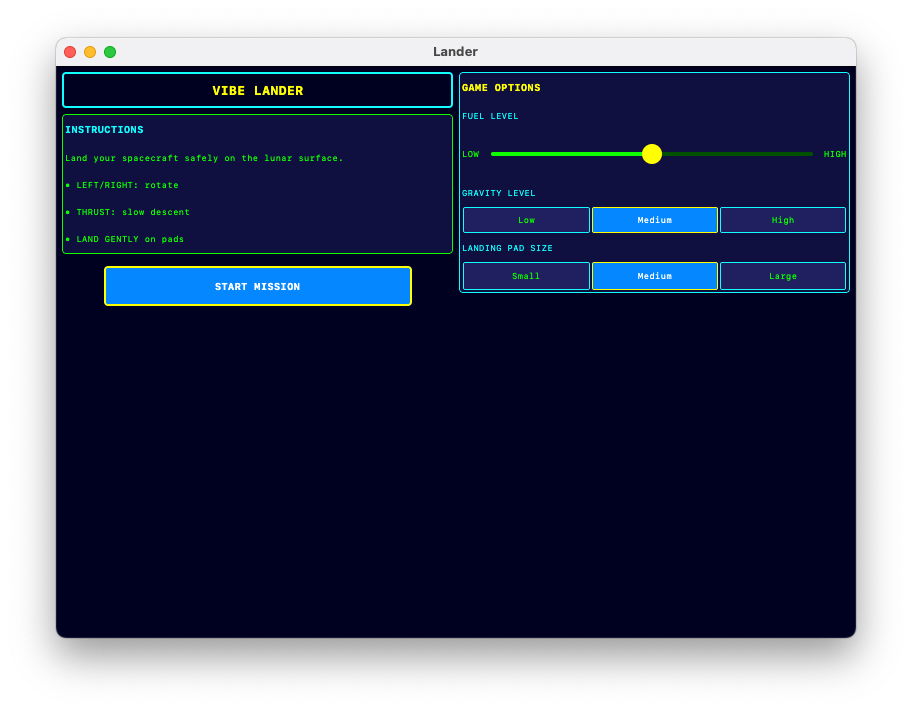 Lander
VIBE LANDER
INSTRUCTIONS
Land your spacecraft safely on the lunar surface.
• LEFT/RIGHT: rotate
• THRUST: slow descent
• LAND GENTLY on pads
START MISSION
GAME OPTIONS
FUEL LEVEL
LOW HIGH
GRAVITY LEVEL
Low Medium High
LANDING PAD SIZE
Small Medium Large